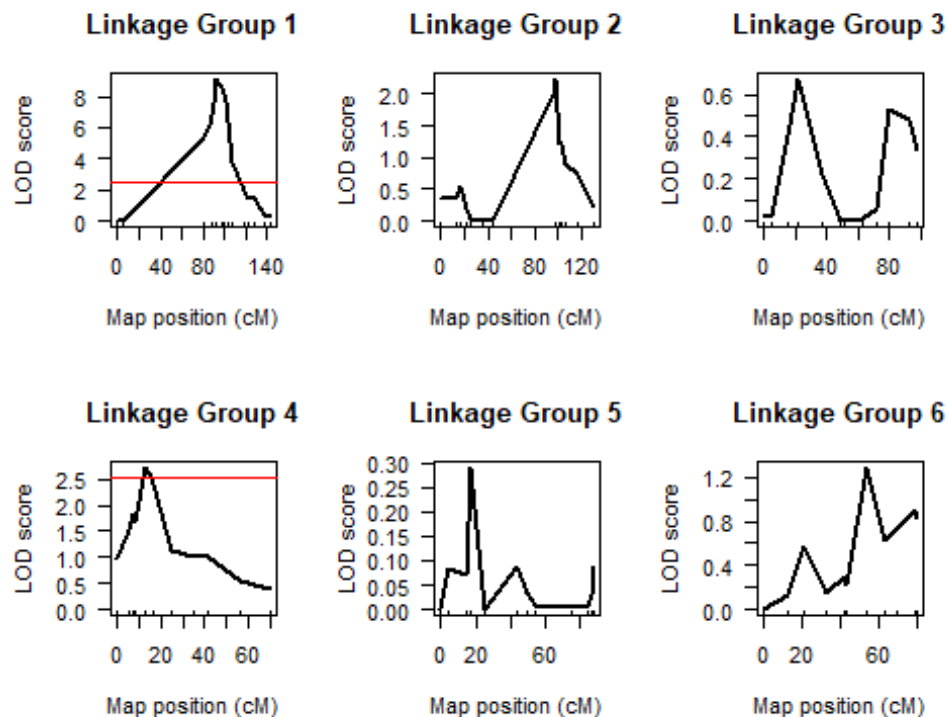 Linkage Group 1
Linkage Group 2
Linkage Group 3
LOD score
0 2 4 6 8
0 40 80 140
Map position (cM)
LOD score
0.0 0.5 1.0 1.5 2.0
0 40 80 120
Map position (cM)
LOD score
0.0 0.2 0.4 0.6
0 40 80
Map position (cM)
Linkage Group 4
Linkage Group 5
Linkage Group 6
LOD score
0.0 0.5 1.0 1.5 2.0 2.5
0 20 40 60
Map position (cM)
LOD score
0.00 0.05 0.10 0.15 0.20 0.25 0.30
0 20 60
Map position (cM)
LOD score
0.0 0.4 0.8 1.2
0 20 60
Map position (cM)